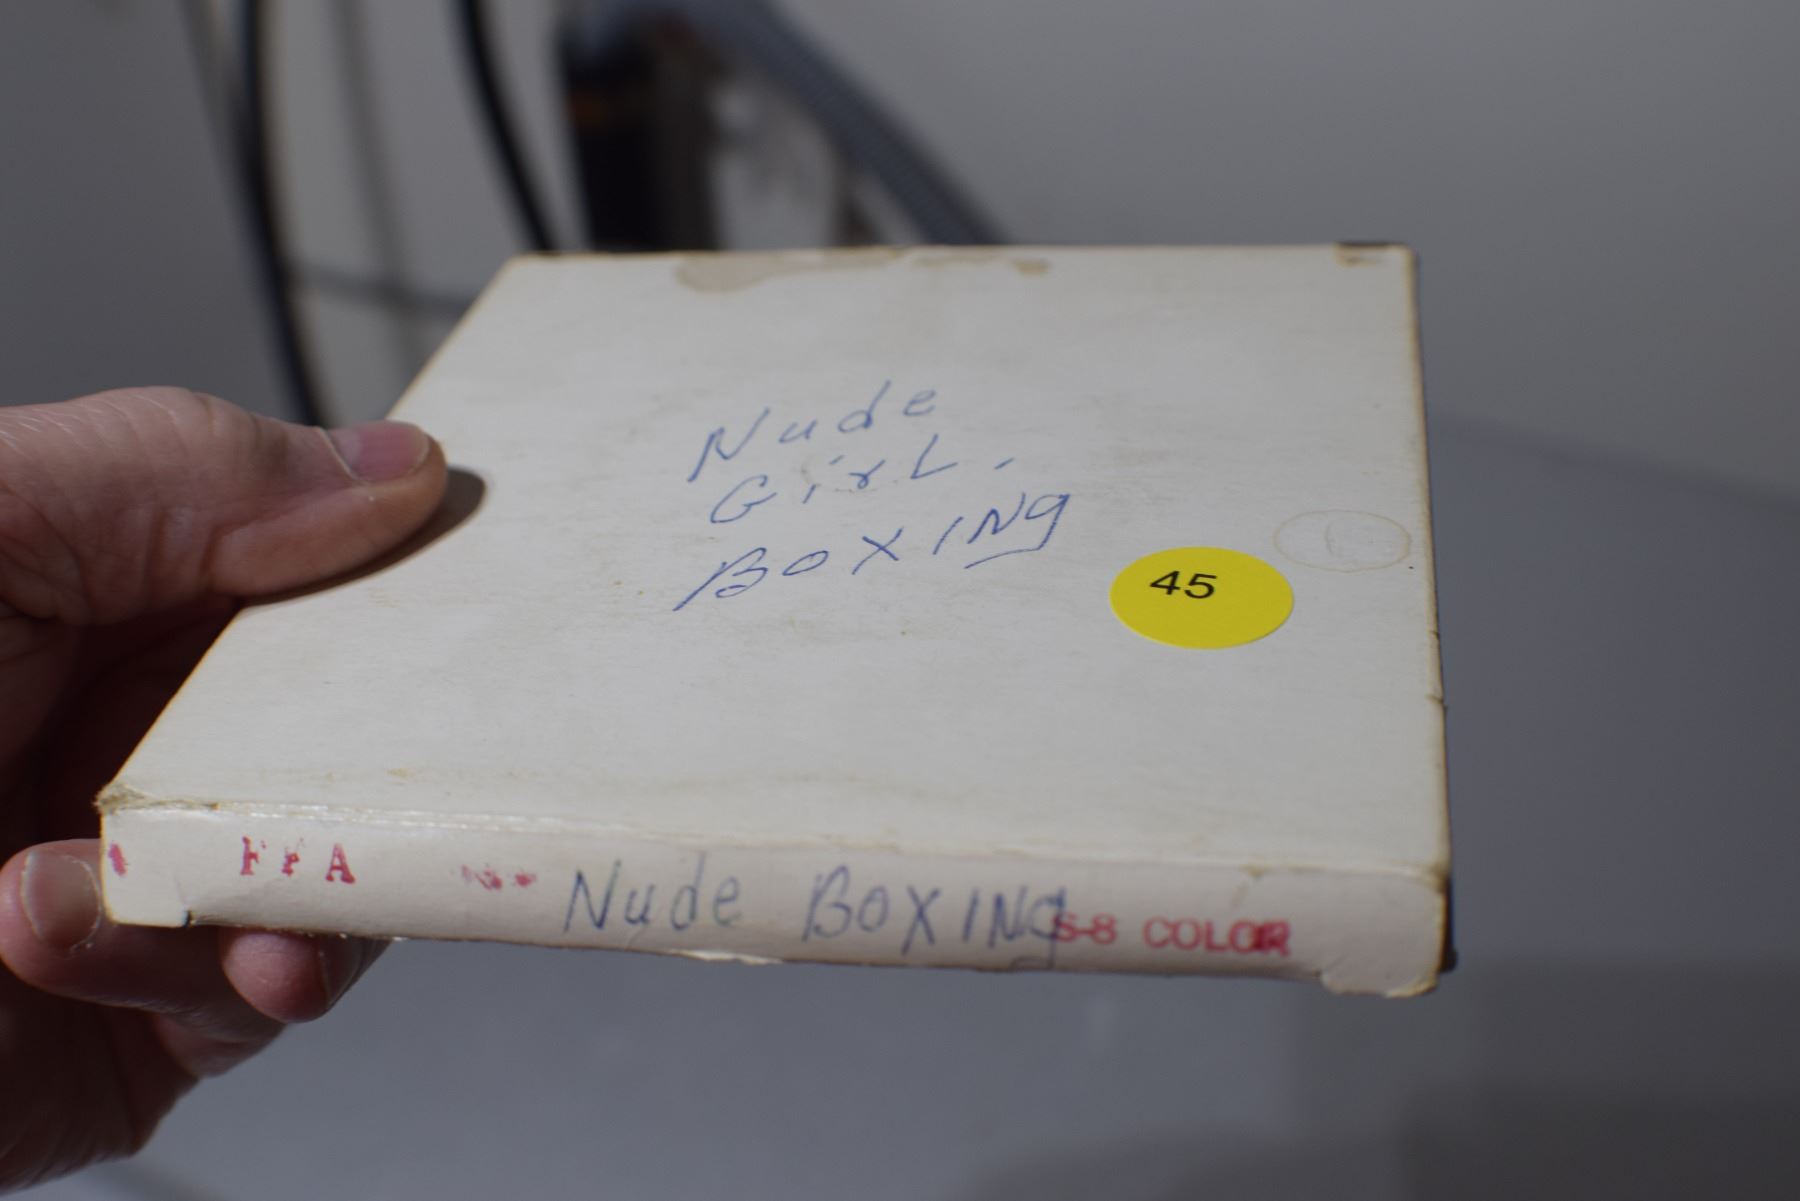 Nude
Girl.
Boxing
45
FFA
Nude Boxing
S-8 COLOR